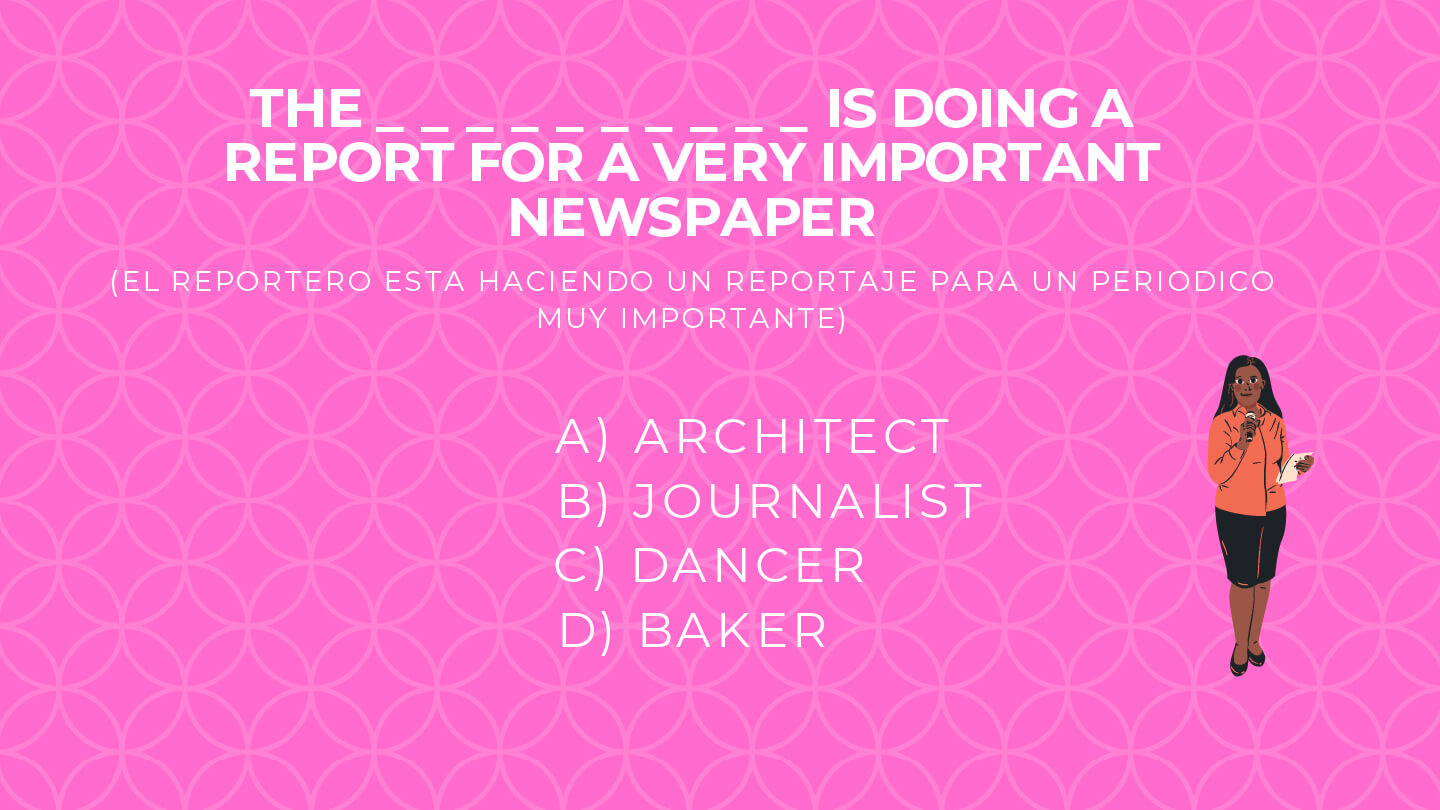 THE _ _ _ _ _ _ _ _ _ _ IS DOING A
REPORT FOR A VERY IMPORTANT
NEWSPAPER
(EL REPORTERO ESTA HACIENDO UN REPORTAJE PARA UN PERIODICO
MUY IMPORTANTE)
A) ARCHITECT
B) JOURNALIST
C) DANCER
D) BAKER